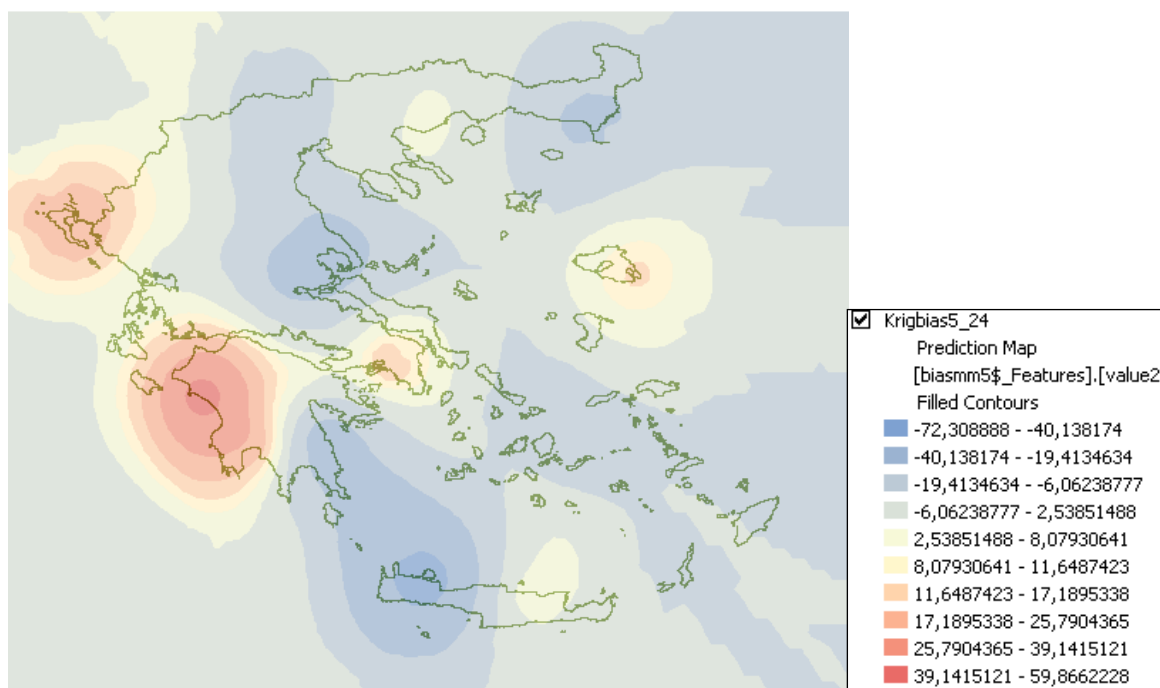 Krigbias5_24
Prediction Map
[biasmm5$_Features].[value2
Filled Contours
-72,308888 - -40,138174
-40,138174 - -19,4134634
-19,4134634 - -6,06238777
-6,06238777 - 2,53851488
2,53851488 - 8,07930641
8,07930641 - 11,6487423
11,6487423 - 17,1895338
17,1895338 - 25,7904365
25,7904365 - 39,1415121
39,1415121 - 59,8662228